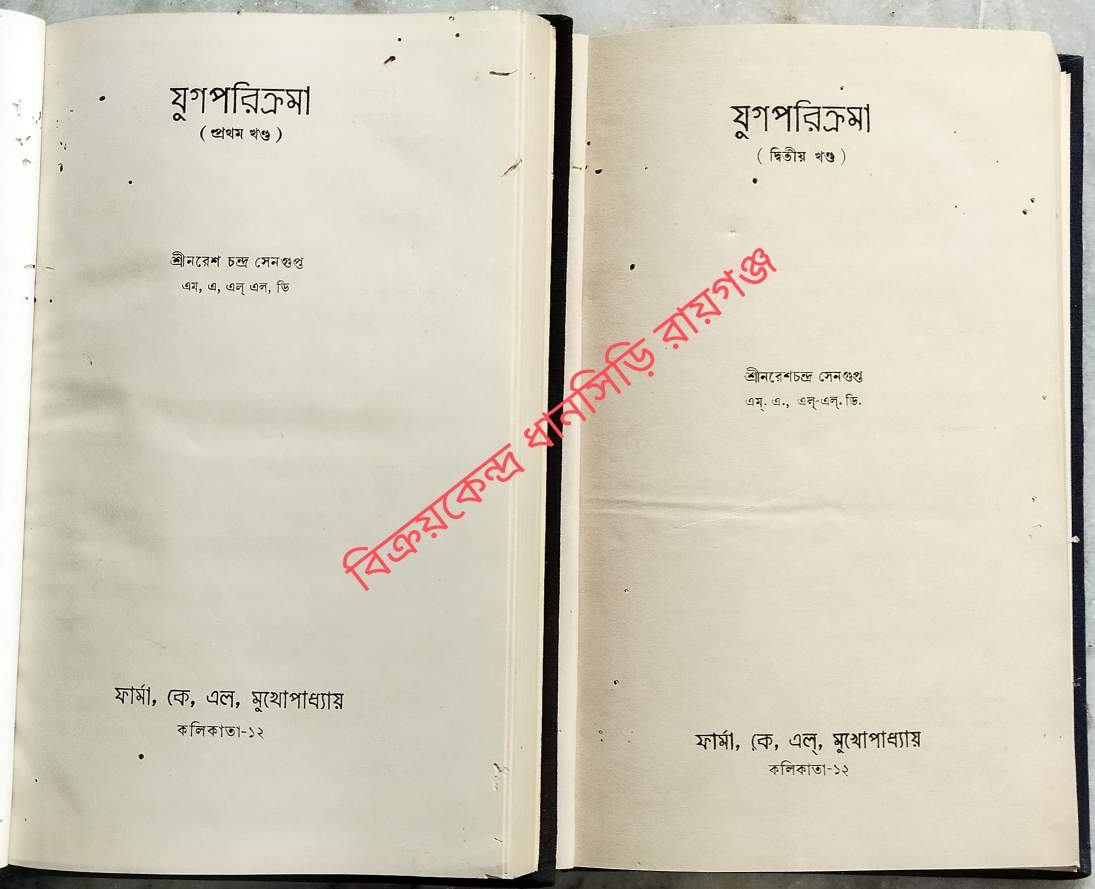 যুগপরিক্রমা
( প্রথম খণ্ড )
শ্রীনরেশ চন্দ্র সেনগুপ্ত
এম, এ, এল্ এল, ডি
ফার্মা, কে, এল, মুখোপাধ্যায়
কলিকাতা-১২
যুগপরিক্রমা
( দ্বিতীয় খণ্ড )
শ্রীনরেশচন্দ্র সেনগুপ্ত
এম্. এ., এল্-এল্. ডি.
ফার্মা, কে, এল্, মুখোপাধ্যায়
কলিকাতা-১২
বিক্রয়কেন্দ্র ধানসিড়ি রায়গঞ্জ